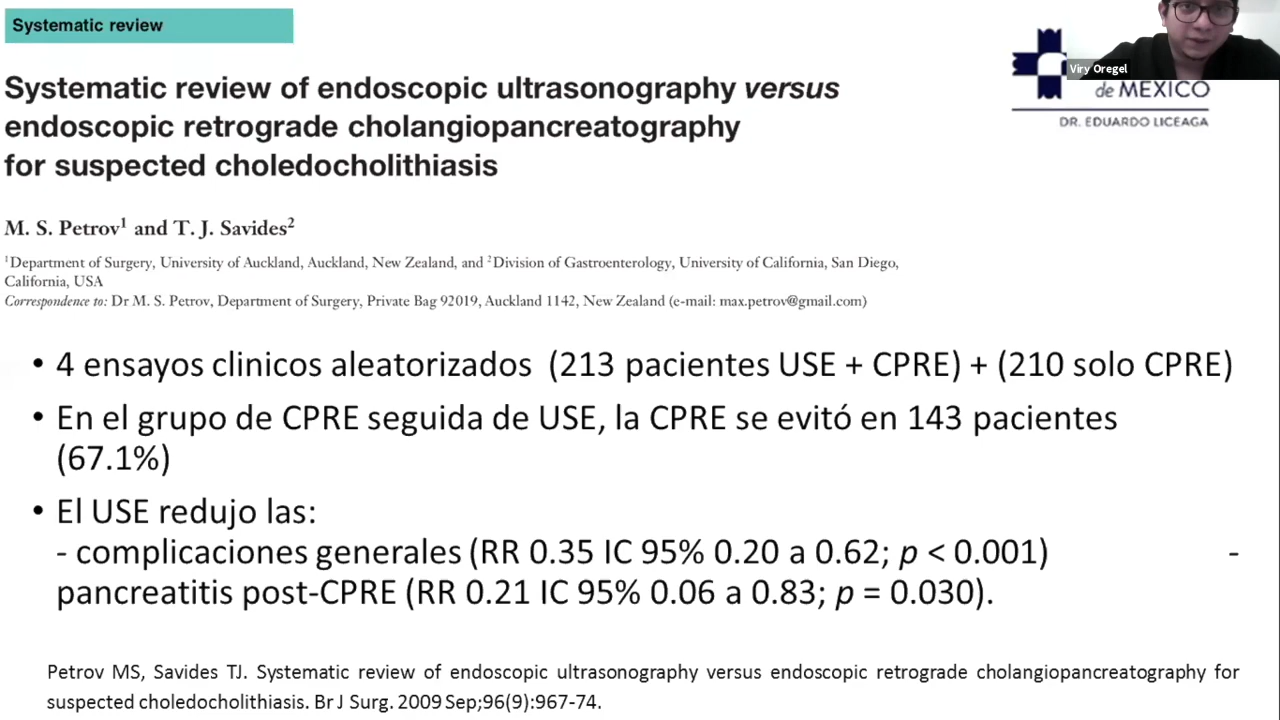 Systematic review
Viry Oregel
de MÉXICO
DR. EDUARDO LICEAGA
Systematic review of endoscopic ultrasonography versus
endoscopic retrograde cholangiopancreatography
for suspected choledocholithiasis
M. S. Petrov1 and T. J. Savides2
1Department of Surgery, University of Auckland, Auckland, New Zealand, and 2Division of Gastroenterology, University of California, San Diego,
California, USA
Correspondence to: Dr M. S. Petrov, Department of Surgery, Private Bag 92019, Auckland 1142, New Zealand (e-mail: max.petrov@gmail.com)
• 4 ensayos clinicos aleatorizados (213 pacientes USE + CPRE) + (210 solo CPRE)
• En el grupo de CPRE seguida de USE, la CPRE se evitó en 143 pacientes
(67.1%)
• El USE redujo las:
- complicaciones generales (RR 0.35 IC 95% 0.20 a 0.62; p < 0.001) -
pancreatitis post-CPRE (RR 0.21 IC 95% 0.06 a 0.83; p = 0.030).
Petrov MS, Savides TJ. Systematic review of endoscopic ultrasonography versus endoscopic retrograde cholangiopancreatography for
suspected choledocholithiasis. Br J Surg. 2009 Sep;96(9):967-74.